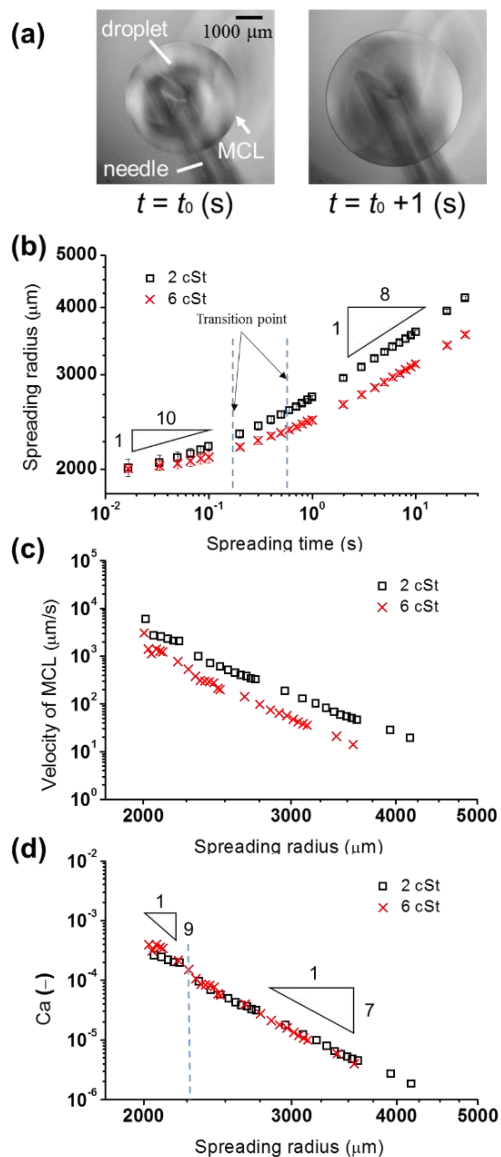 (a)
droplet
1000 μm
MCL
needle
t = t0 (s)
t = t0 +1 (s)
(b)
5000
4000
3000
2000
Spreading radius (μm)
2 cSt
6 cSt
Transition point
8
1
10
1
10-2
10-1
100
101
Spreading time (s)
(c)
105
104
103
102
101
100
Velocity of MCL (μm/s)
2 cSt
6 cSt
2000
3000
4000
5000
Spreading radius (μm)
(d)
10-2
10-3
10-4
10-5
10-6
Ca (−)
2 cSt
6 cSt
1
9
1
7
2000
3000
4000
5000
Spreading radius (μm)